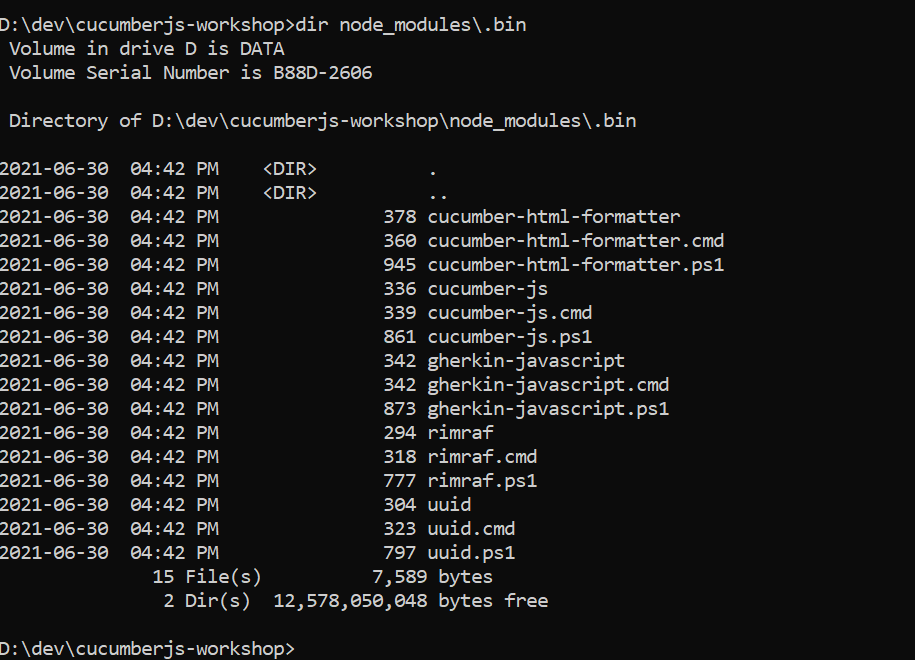 D:\dev\cucumberjs-workshop>dir node_modules\.bin
 Volume in drive D is DATA
 Volume Serial Number is B88D-2606

 Directory of D:\dev\cucumberjs-workshop\node_modules\.bin

2021-06-30  04:42 PM    <DIR>          .
2021-06-30  04:42 PM    <DIR>          ..
2021-06-30  04:42 PM               378 cucumber-html-formatter
2021-06-30  04:42 PM               360 cucumber-html-formatter.cmd
2021-06-30  04:42 PM               945 cucumber-html-formatter.ps1
2021-06-30  04:42 PM               336 cucumber-js
2021-06-30  04:42 PM               339 cucumber-js.cmd
2021-06-30  04:42 PM               861 cucumber-js.ps1
2021-06-30  04:42 PM               342 gherkin-javascript
2021-06-30  04:42 PM               342 gherkin-javascript.cmd
2021-06-30  04:42 PM               873 gherkin-javascript.ps1
2021-06-30  04:42 PM               294 rimraf
2021-06-30  04:42 PM               318 rimraf.cmd
2021-06-30  04:42 PM               777 rimraf.ps1
2021-06-30  04:42 PM               304 uuid
2021-06-30  04:42 PM               323 uuid.cmd
2021-06-30  04:42 PM               797 uuid.ps1
              15 File(s)          7,589 bytes
               2 Dir(s)  12,578,050,048 bytes free

D:\dev\cucumberjs-workshop>